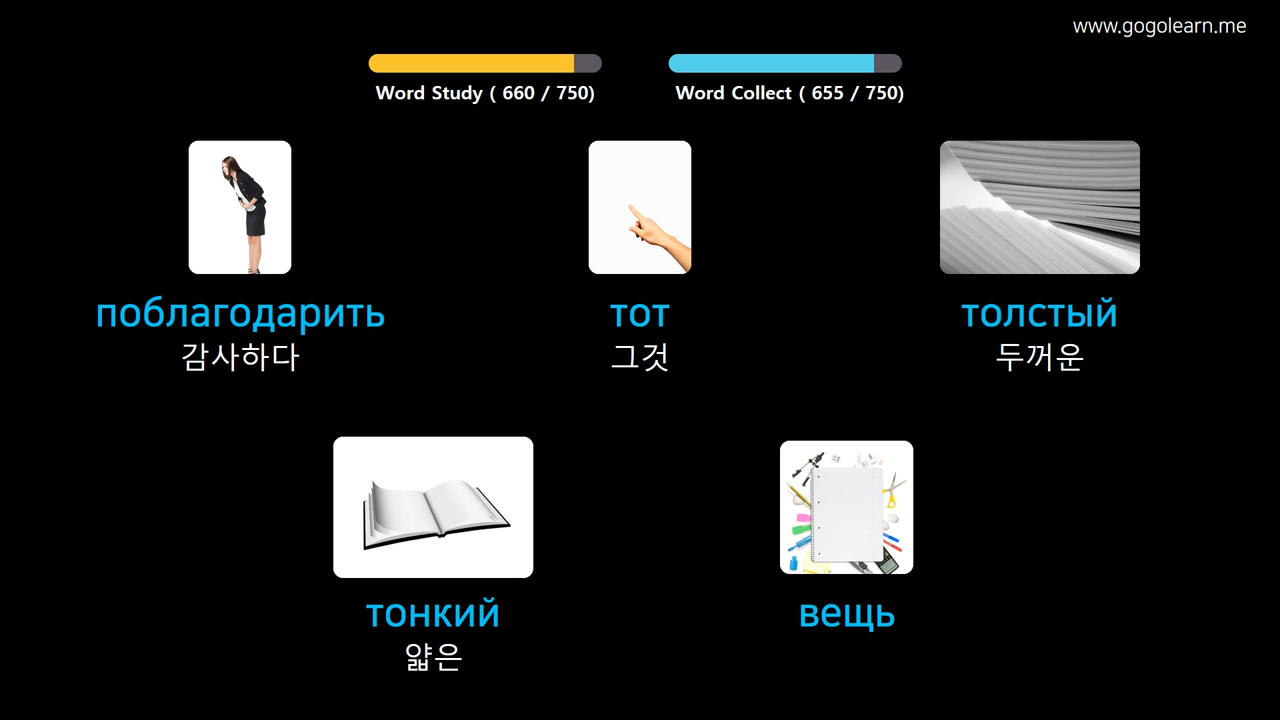 www.gogolearn.me
Word Study ( 660 / 750)
Word Collect ( 655 / 750)
поблагодарить
감사하다
тот
그것
толстый
두꺼운
тонкий
얇은
вещь